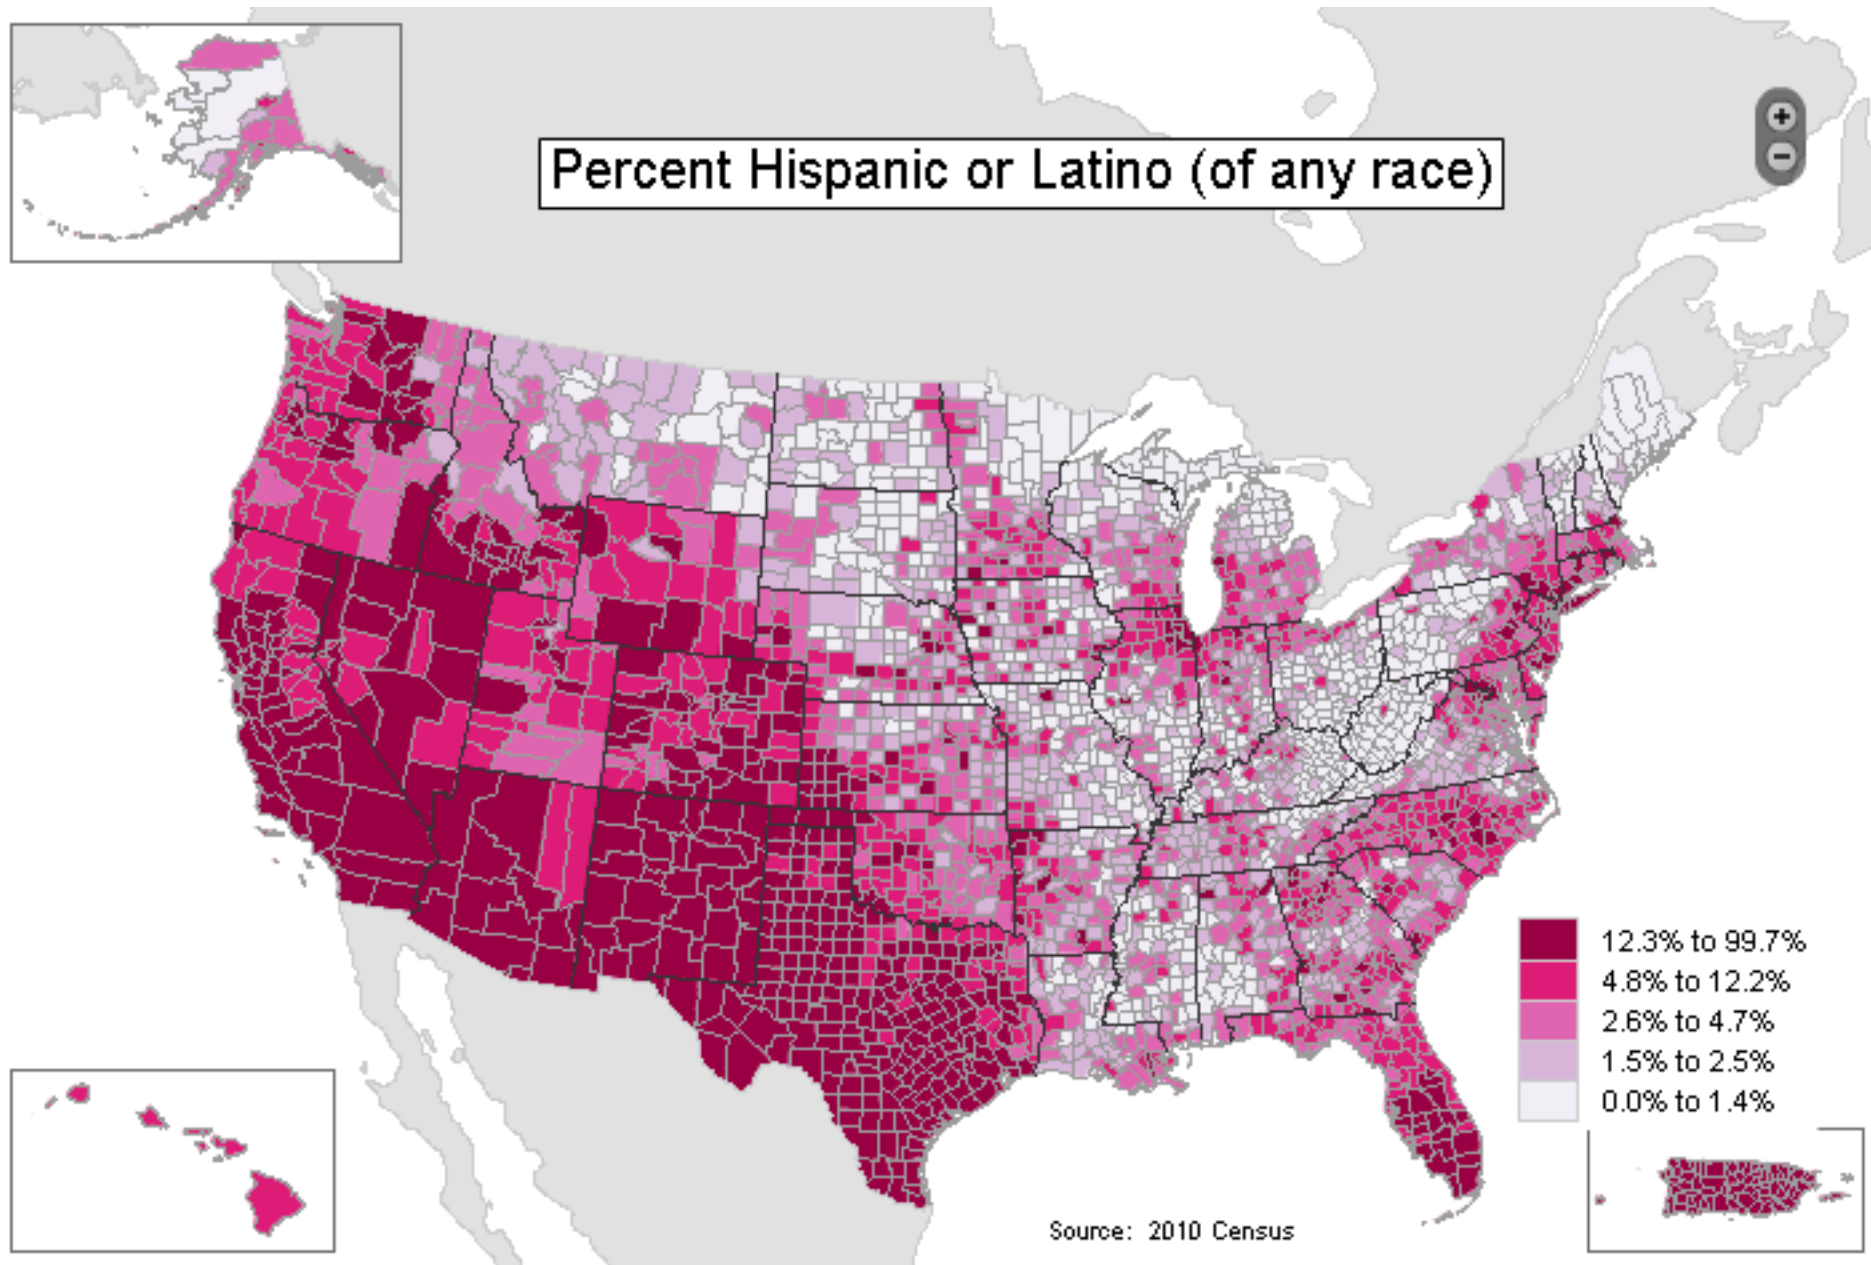 Percent Hispanic or Latino (of any race)
+
−
12.3% to 99.7%
4.8% to 12.2%
2.6% to 4.7%
1.5% to 2.5%
0.0% to 1.4%
Source: 2010 Census